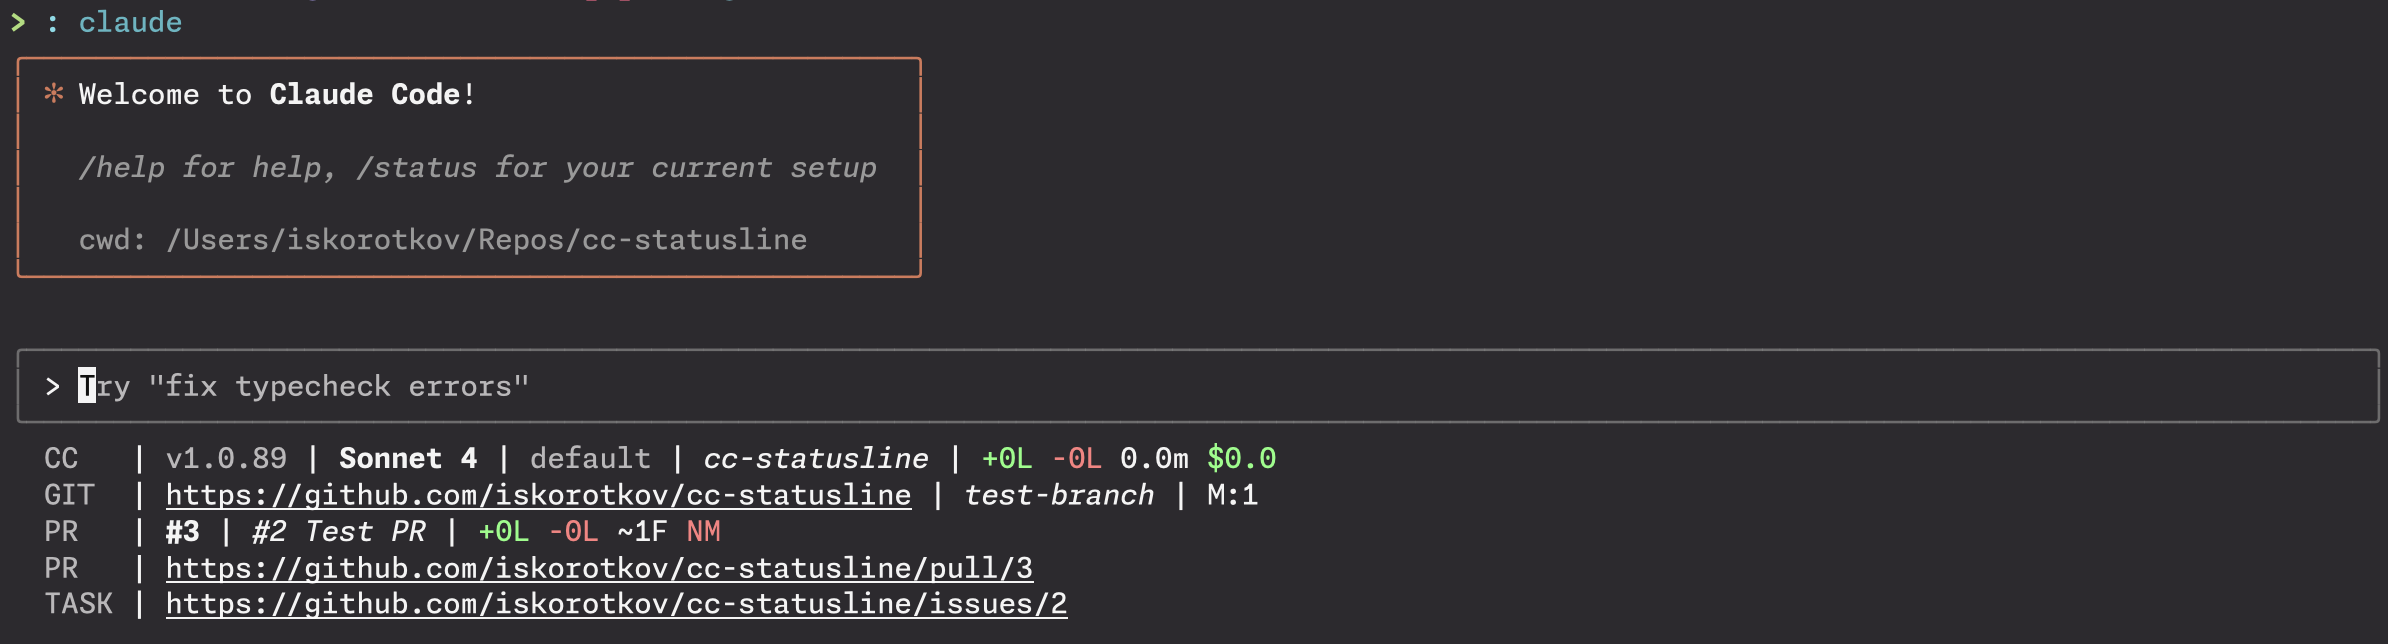 > : claude
* Welcome to Claude Code!
/help for help, /status for your current setup
cwd: /Users/iskorotkov/Repos/cc-statusline
> Try "fix typecheck errors"
CC | v1.0.89 | Sonnet 4 | default | cc-statusline | +0L -0L 0.0m $0.0
GIT | https://github.com/iskorotkov/cc-statusline | test-branch | M:1
PR | #3 | #2 Test PR | +0L -0L ~1F NM
PR | https://github.com/iskorotkov/cc-statusline/pull/3
TASK | https://github.com/iskorotkov/cc-statusline/issues/2